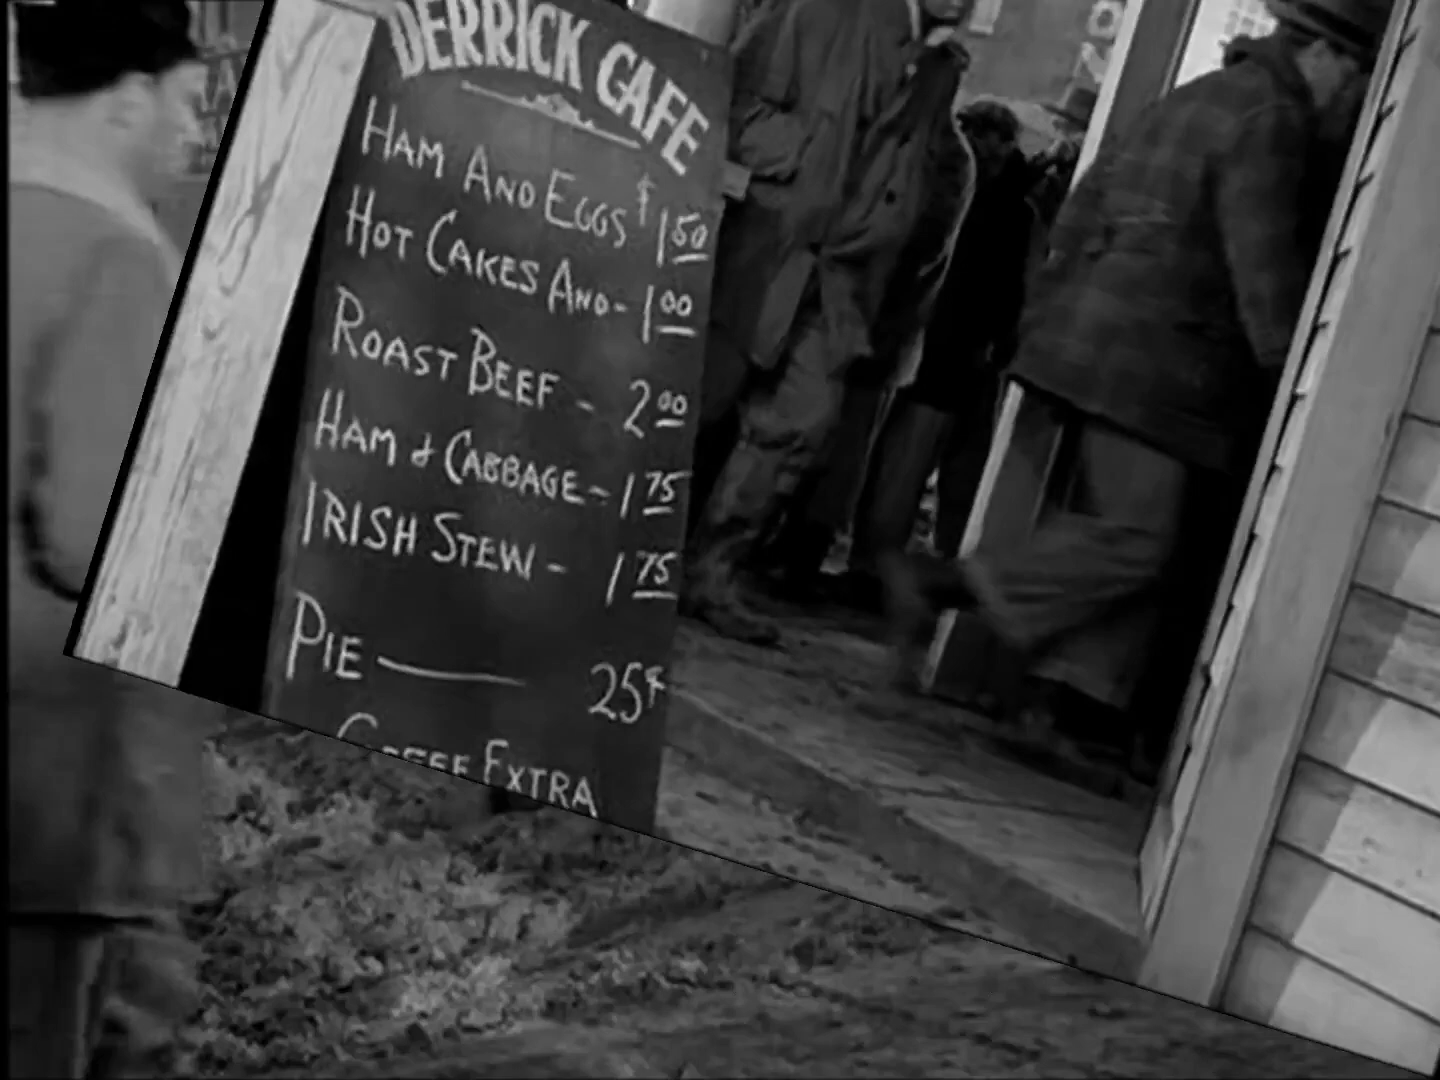 DERRICK CAFE
HAM AND EGGS $1.50
HOT CAKES AND - 1.00
ROAST BEEF - 2.00
HAM & CABBAGE - 1.75
IRISH STEW - 1.75
PIE — 25¢
COFFEE EXTRA